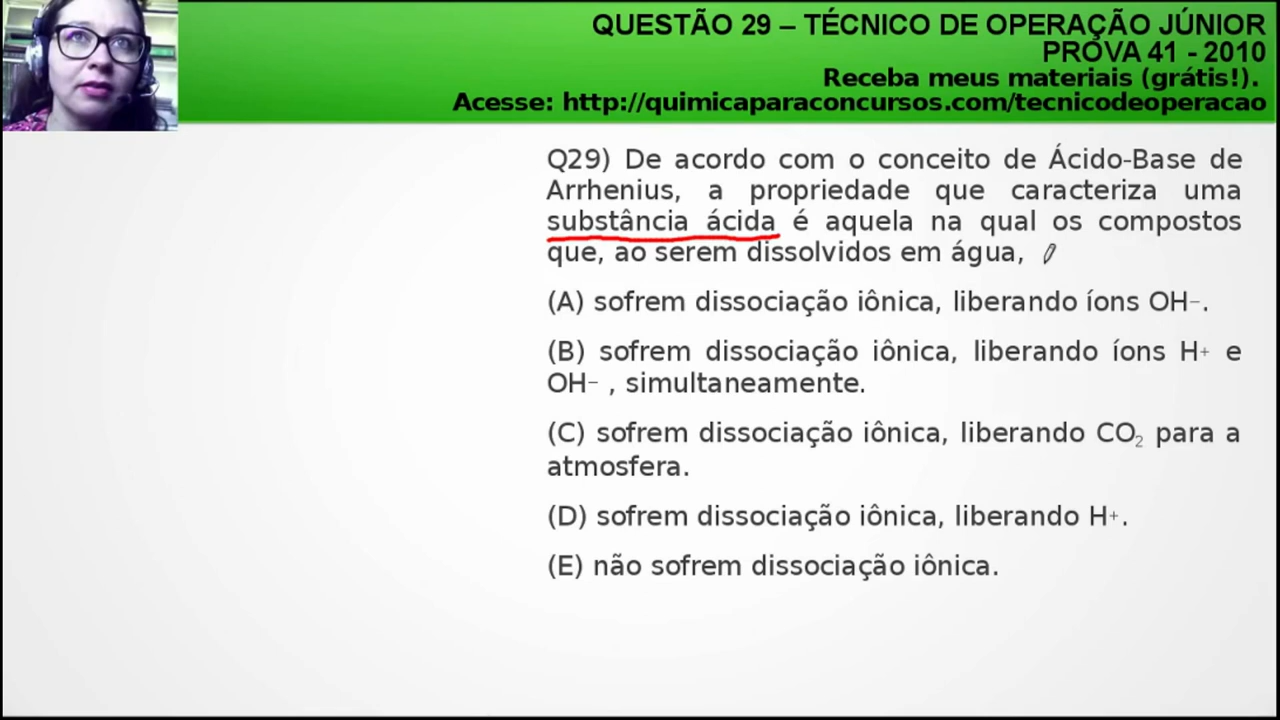 QUESTÃO 29 – TÉCNICO DE OPERAÇÃO JÚNIOR
PROVA 41 - 2010
Receba meus materiais (grátis!).
Acesse: http://quimicaparaconcursos.com/tecnicodeoperacao
Q29) De acordo com o conceito de Ácido-Base de
Arrhenius, a propriedade que caracteriza uma
substância ácida é aquela na qual os compostos
que, ao serem dissolvidos em água,
(A) sofrem dissociação iônica, liberando íons OH⁻.
(B) sofrem dissociação iônica, liberando íons H⁺ e
OH⁻ , simultaneamente.
(C) sofrem dissociação iônica, liberando CO₂ para a
atmosfera.
(D) sofrem dissociação iônica, liberando H⁺.
(E) não sofrem dissociação iônica.